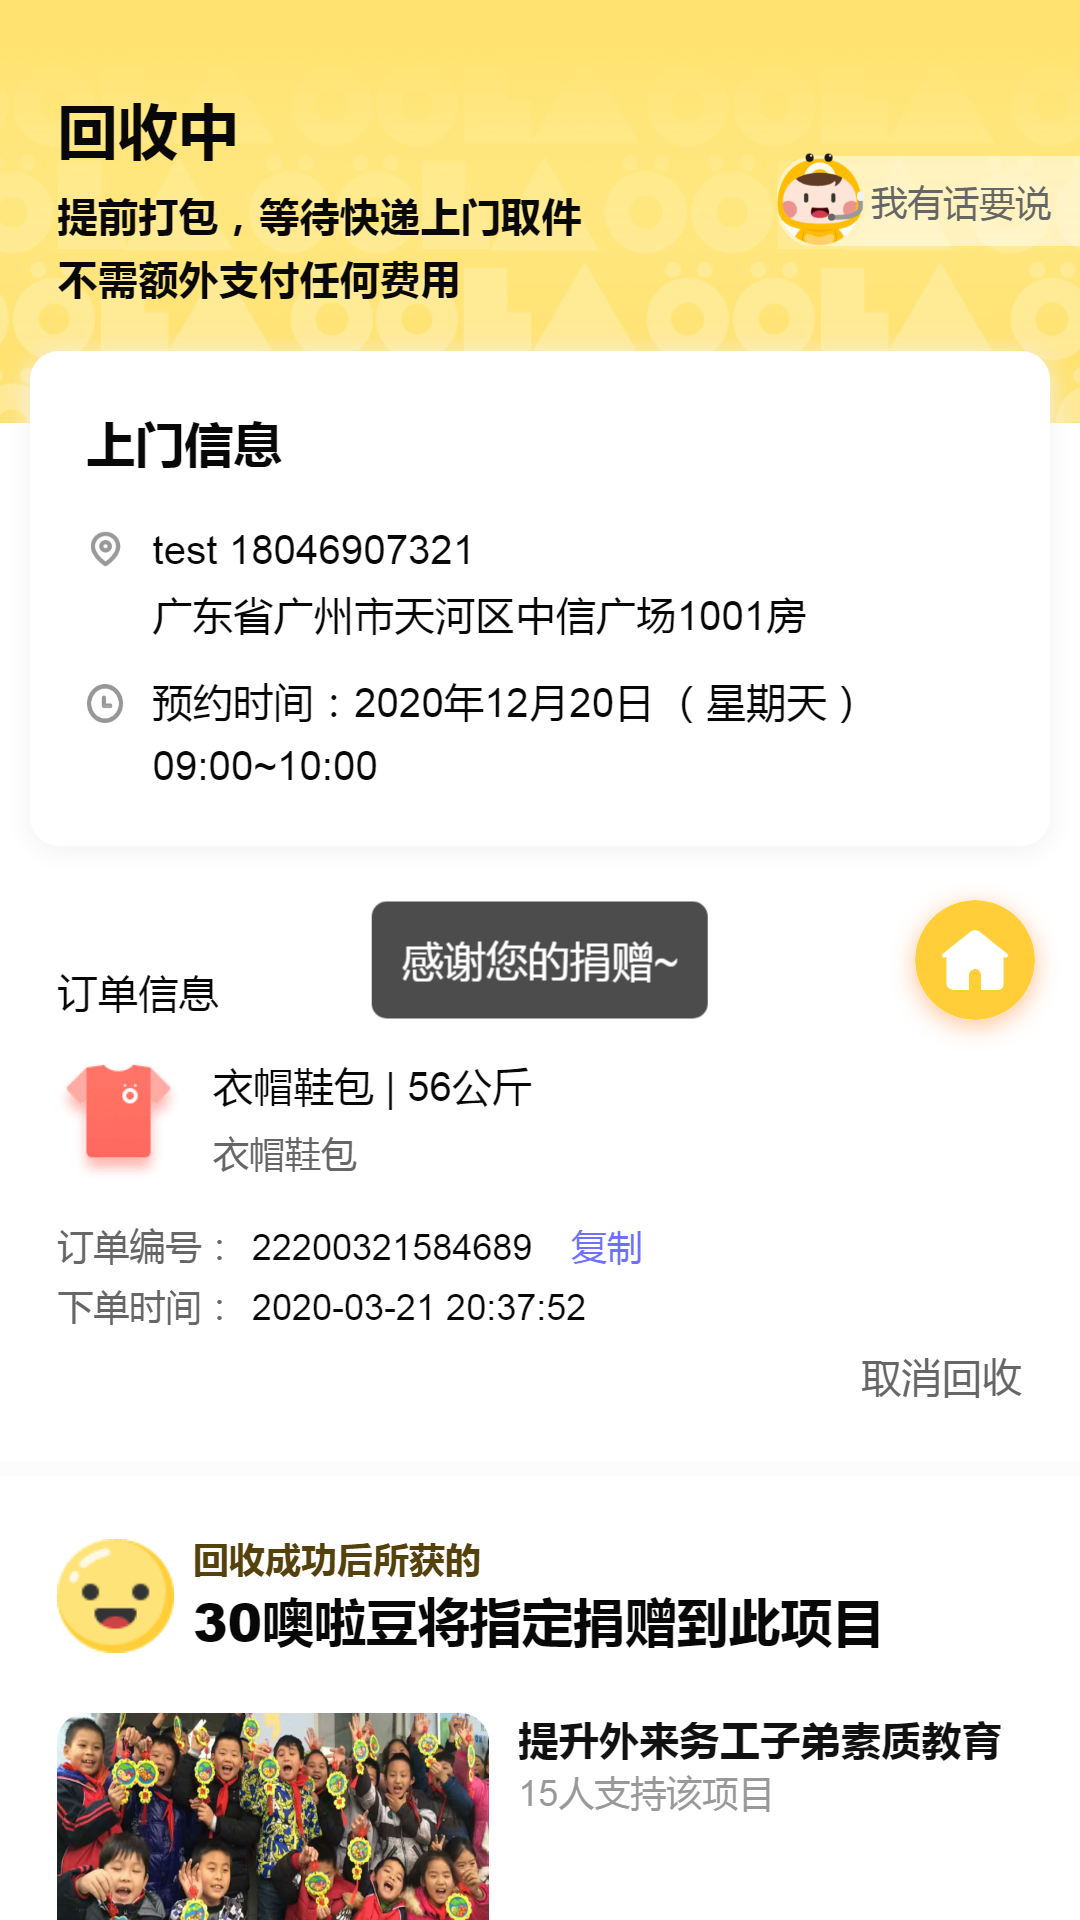 回收中
提前打包，等待快递上门取件
不需额外支付任何费用
我有话要说
上门信息
test 18046907321
广东省广州市天河区中信广场1001房
预约时间：2020年12月20日（星期天）
09:00~10:00
感谢您的捐赠~
订单信息
衣帽鞋包 | 56公斤
衣帽鞋包
订单编号： 22200321584689 复制
下单时间： 2020-03-21 20:37:52
取消回收
回收成功后所获的
30噢啦豆将指定捐赠到此项目
提升外来务工子弟素质教育
15人支持该项目